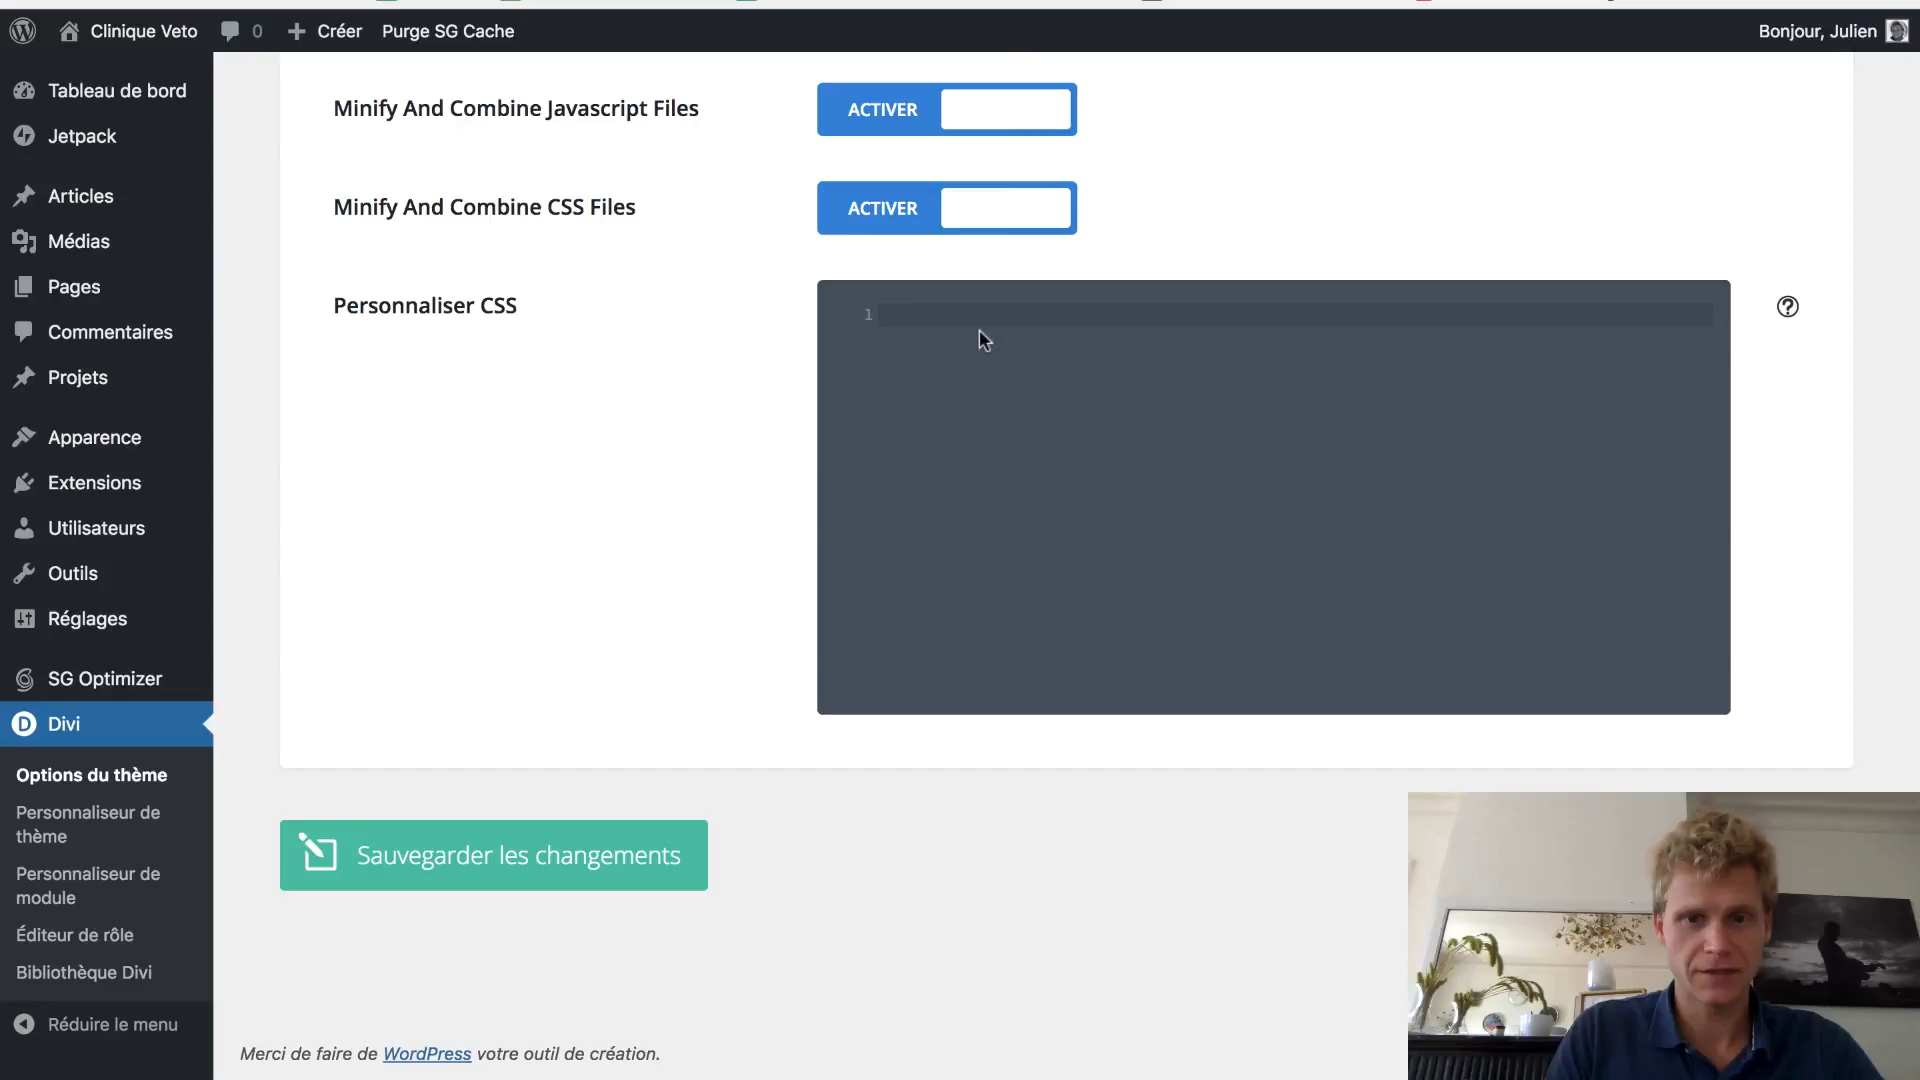 Clinique Veto
0
Créer
Purge SG Cache
Bonjour, Julien
Tableau de bord
Jetpack
Articles
Médias
Pages
Commentaires
Projets
Apparence
Extensions
Utilisateurs
Outils
Réglages
SG Optimizer
Divi
Options du thème
Personnaliseur de
thème
Personnaliseur de
module
Éditeur de rôle
Bibliothèque Divi
Réduire le menu
Minify And Combine Javascript Files
ACTIVER
Minify And Combine CSS Files
ACTIVER
Personnaliser CSS
1
Sauvegarder les changements
Merci de faire de WordPress votre outil de création.